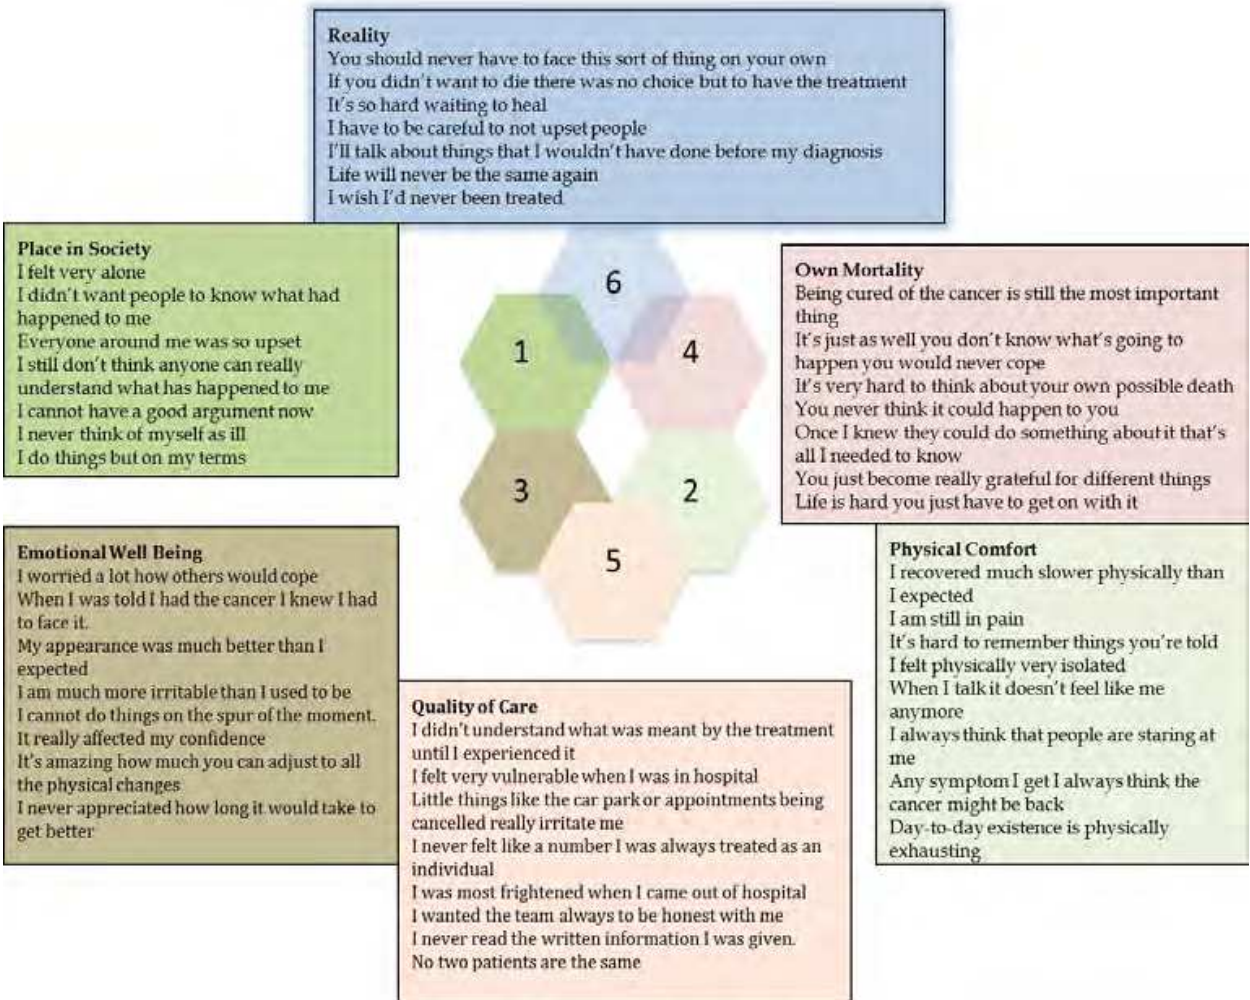 Reality
You should never have to face this sort of thing on your own
If you didn't want to die there was no choice but to have the treatment
It's so hard waiting to heal
I have to be careful to not upset people
I'll talk about things that I wouldn't have done before my diagnosis
Life will never be the same again
I wish I'd never been treated
Place in Society
I felt very alone
I didn't want people to know what had
happened to me
Everyone around me was so upset
I still don't think anyone can really
understand what has happened to me
I cannot have a good argument now
I never think of myself as ill
I do things but on my terms
6
1
4
3
2
5
Own Mortality
Being cured of the cancer is still the most important
thing
It's just as well you don't know what's going to
happen you would never cope
It's very hard to think about your own possible death
You never think it could happen to you
Once I knew they could do something about it that's
all I needed to know
You just become really grateful for different things
Life is hard you just have to get on with it
Emotional Well Being
I worried a lot how others would cope
When I was told I had the cancer I knew I had
to face it.
My appearance was much better than I
expected
I am much more irritable than I used to be
I cannot do things on the spur of the moment.
It really affected my confidence
It's amazing how much you can adjust to all
the physical changes
I never appreciated how long it would take to
get better
Physical Comfort
I recovered much slower physically than
I expected
I am still in pain
It's hard to remember things you're told
I felt physically very isolated
When I talk it doesn't feel like me
anymore
I always think that people are staring at
me
Any symptom I get I always think the
cancer might be back
Day-to-day existence is physically
exhausting
Quality of Care
I didn't understand what was meant by the treatment
until I experienced it
I felt very vulnerable when I was in hospital
Little things like the car park or appointments being
cancelled really irritate me
I never felt like a number I was always treated as an
individual
I was most frightened when I came out of hospital
I wanted the team always to be honest with me
I never read the written information I was given.
No two patients are the same